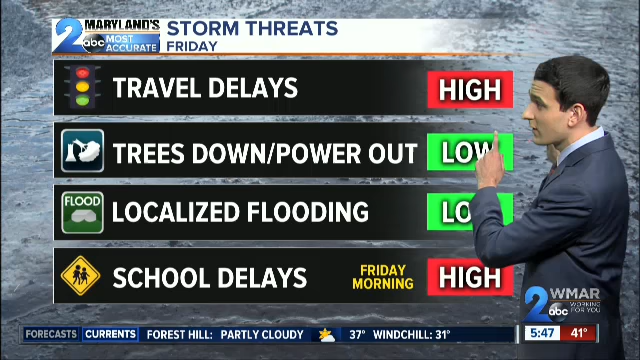 2 abc MARYLAND'S MOST ACCURATE
STORM THREATS
FRIDAY
TRAVEL DELAYS HIGH
TREES DOWN/POWER OUT LOW
FLOOD LOCALIZED FLOODING LO
SCHOOL DELAYS FRIDAY MORNING HIGH
2 abc WMAR WORKING FOR YOU
FORECASTS CURRENTS FOREST HILL: PARTLY CLOUDY 37° WINDCHILL: 31° 5:47 41°